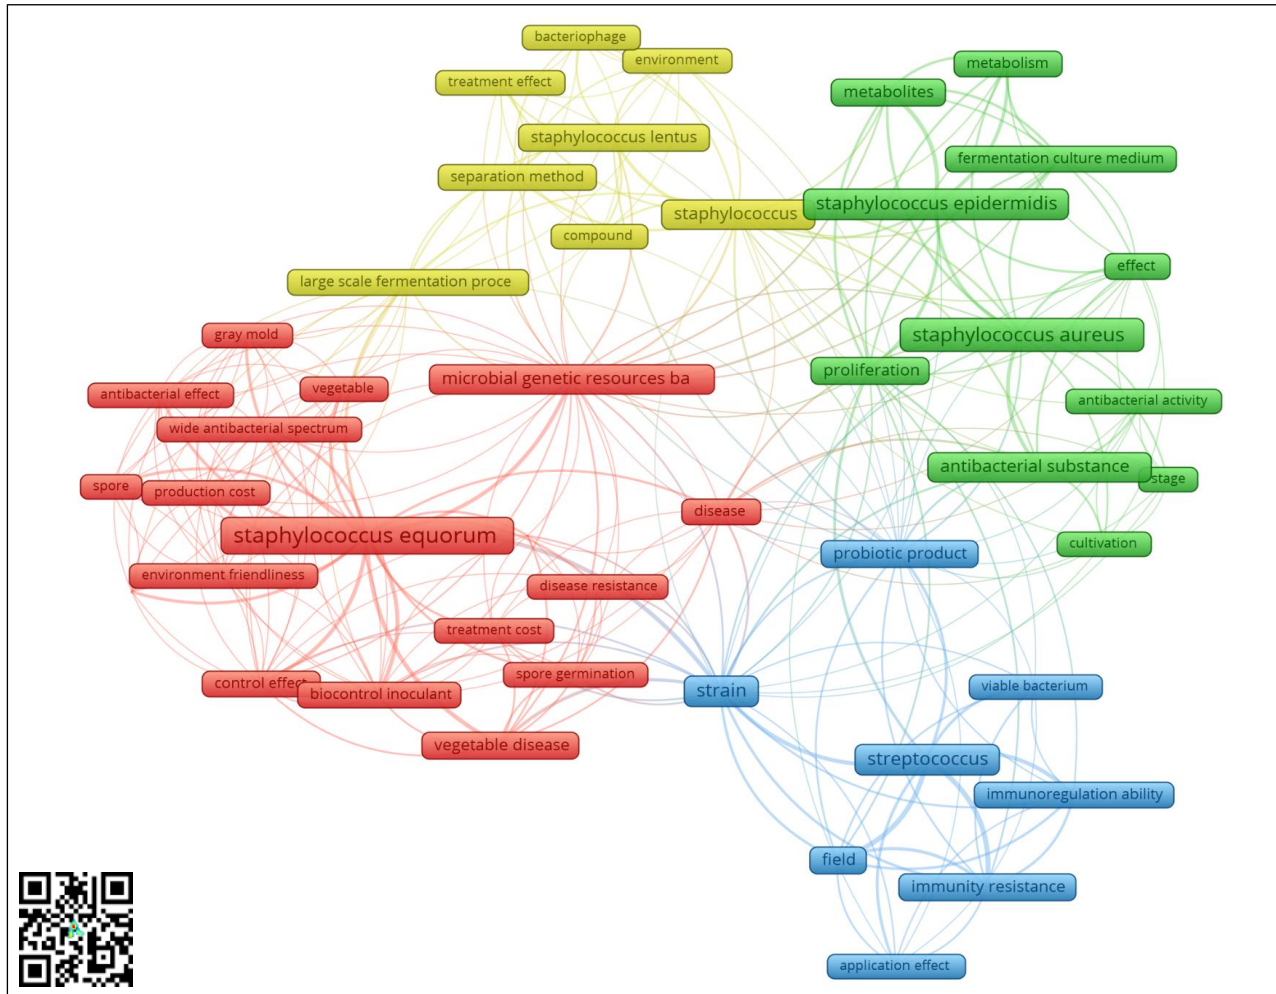 bacteriophage
environment
metabolism
treatment effect
metabolites
staphylococcus lentus
fermentation culture medium
separation method
staphylococcus epidermidis
staphylococcus
compound
effect
large scale fermentation proce
gray mold
staphylococcus aureus
proliferation
microbial genetic resources ba
vegetable
antibacterial effect
antibacterial activity
wide antibacterial spectrum
antibacterial substance
stage
spore
production cost
disease
staphylococcus equorum
cultivation
probiotic product
environment friendliness
disease resistance
treatment cost
spore germination
control effect
biocontrol inoculant
strain
viable bacterium
vegetable disease
streptococcus
immunoregulation ability
field
immunity resistance
application effect